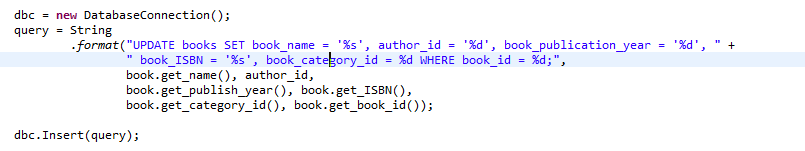 dbc = new DatabaseConnection();
query = String
.format("UPDATE books SET book_name = '%s', author_id = '%d', book_publication_year = '%d', " +
" book_ISBN = '%s', book_category_id = %d WHERE book_id = %d;",
book.get_name(), author_id,
book.get_publish_year(), book.get_ISBN(),
book.get_category_id(), book.get_book_id());
dbc.Insert(query);